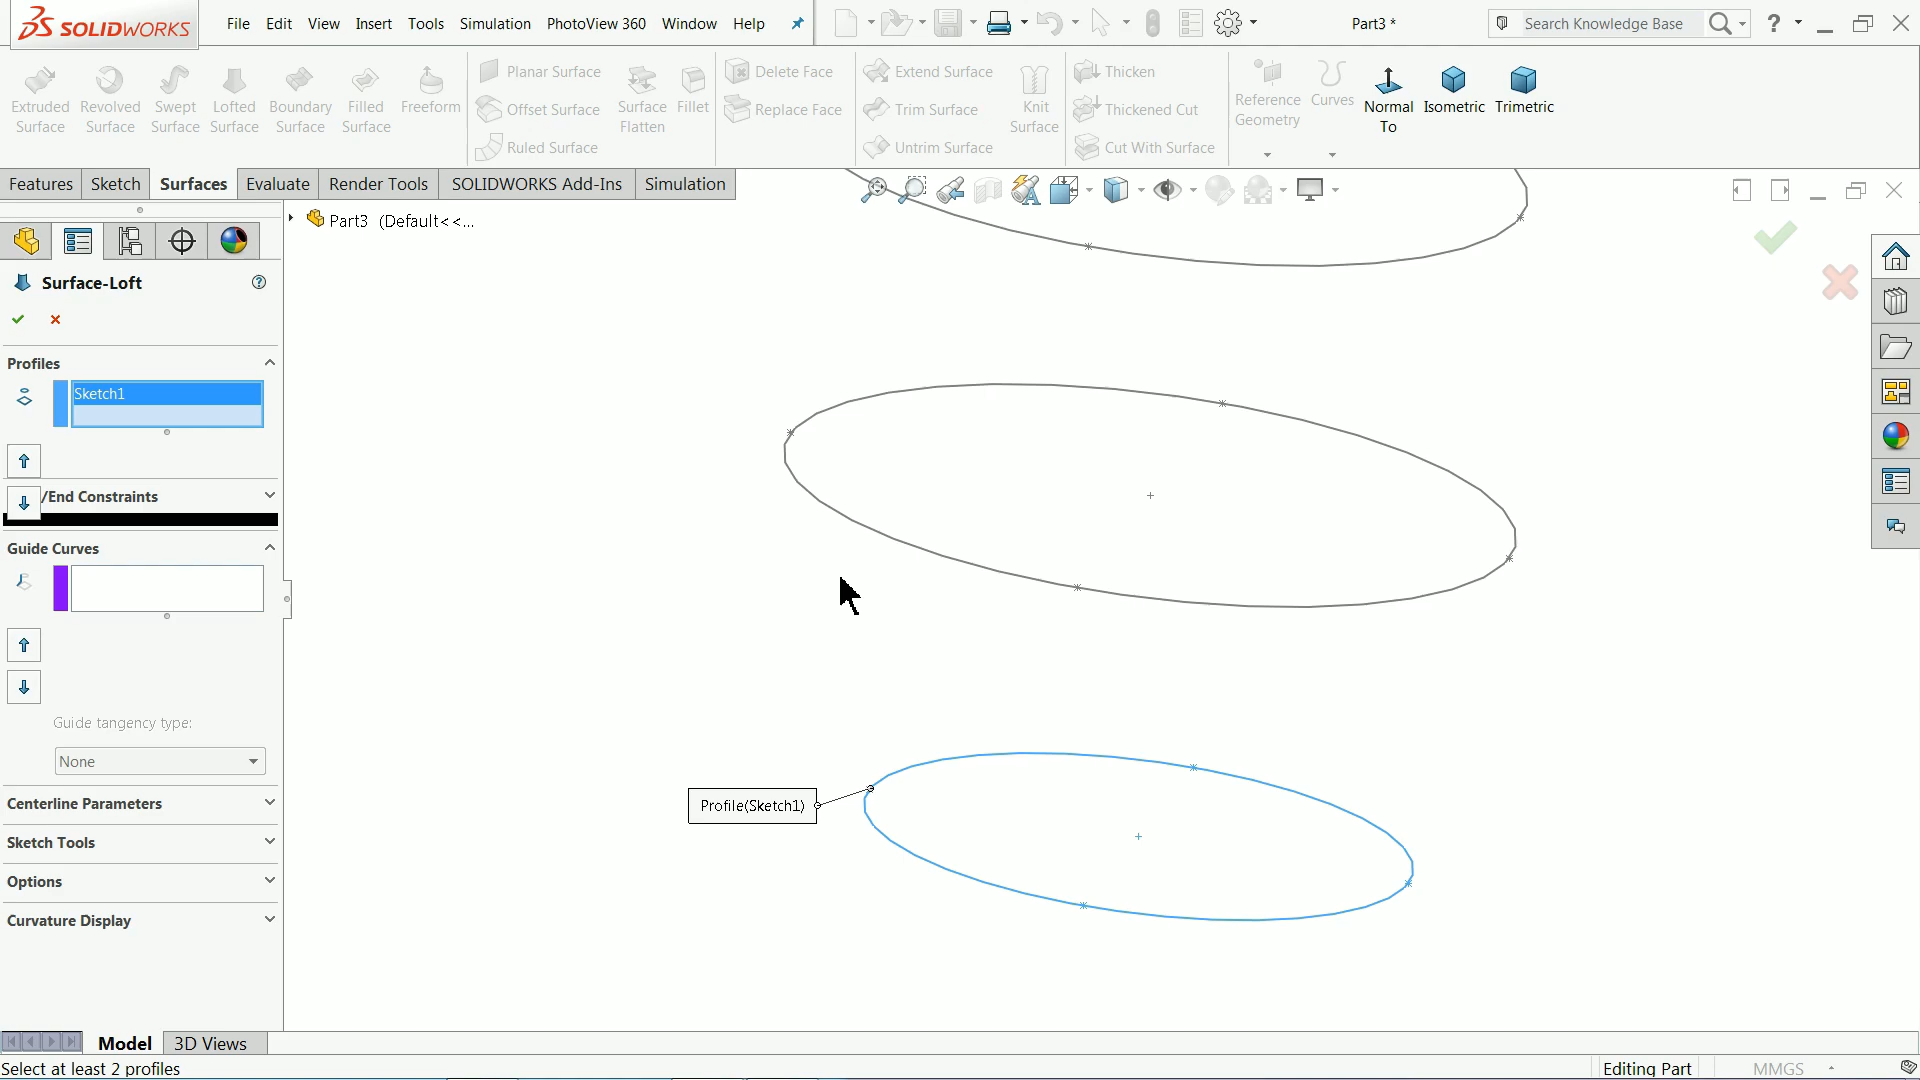 SOLIDWORKS
File Edit View Insert Tools Simulation PhotoView 360 Window Help
Part3 *
Search Knowledge Base
?
Extruded Surface
Revolved Surface
Swept Surface
Lofted Surface
Boundary Surface
Filled Surface
Freeform
Planar Surface
Offset Surface
Ruled Surface
Surface Flatten
Fillet
Delete Face
Replace Face
Extend Surface
Trim Surface
Untrim Surface
Knit Surface
Thicken
Thickened Cut
Cut With Surface
Reference Geometry
Curves
Normal To
Isometric
Trimetric
Features Sketch Surfaces Evaluate Render Tools SOLIDWORKS Add-Ins Simulation
Part3 (Default<<...
Surface-Loft
?
Profiles
Sketch1
/End Constraints
Guide Curves
Guide tangency type:
None
Centerline Parameters
Sketch Tools
Options
Curvature Display
Profile(Sketch1)
Model 3D Views
Select at least 2 profiles
Editing Part
MMGS